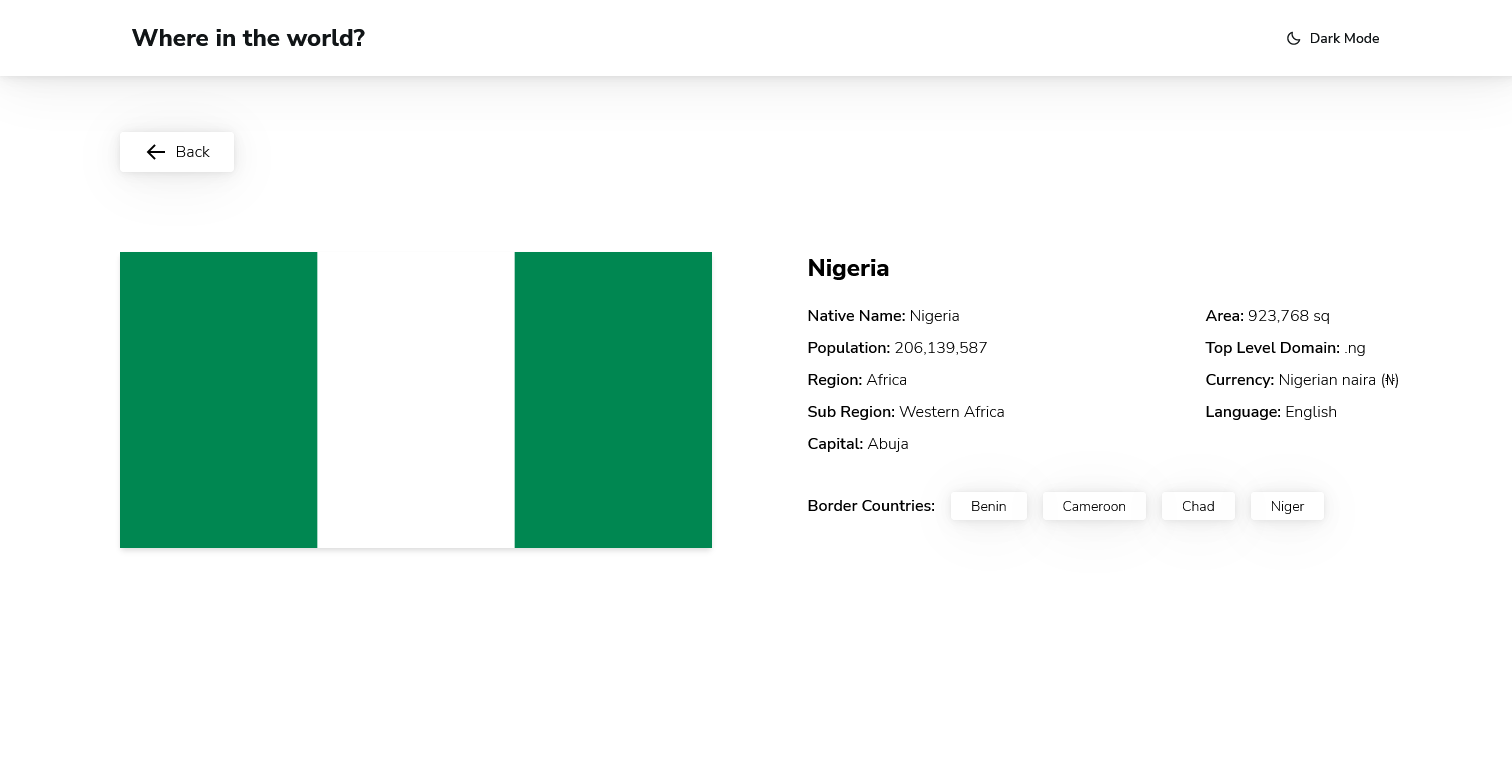 Where in the world?
Dark Mode
Back
Nigeria
Native Name: Nigeria
Population: 206,139,587
Region: Africa
Sub Region: Western Africa
Capital: Abuja
Area: 923,768 sq
Top Level Domain: .ng
Currency: Nigerian naira (₦)
Language: English
Border Countries: Benin Cameroon Chad Niger